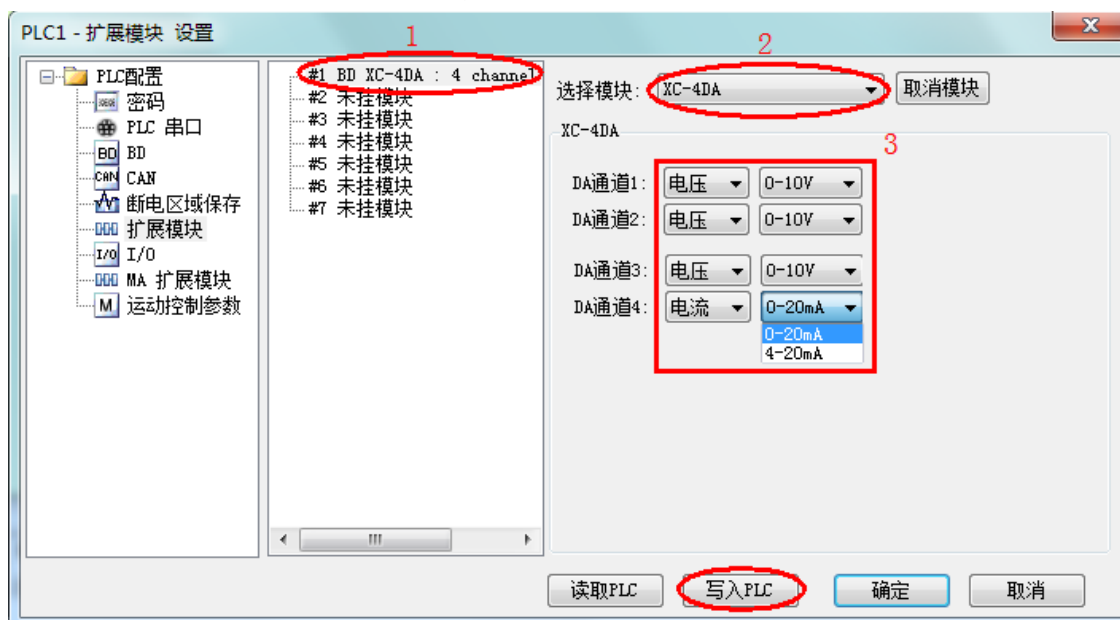 PLC1 - 扩展模块 设置
1
2
PLC配置
密码
PLC 串口
BD BD
CAN CAN
断电区域保存
扩展模块
I/O I/O
MA 扩展模块
M 运动控制参数
#1 BD XC-4DA : 4 channel
#2 未挂模块
#3 未挂模块
#4 未挂模块
#5 未挂模块
#6 未挂模块
#7 未挂模块
选择模块: XC-4DA 取消模块
XC-4DA
3
DA通道1: 电压 0-10V
DA通道2: 电压 0-10V
DA通道3: 电压 0-10V
DA通道4: 电流 0-20mA
0-20mA
4-20mA
读取PLC 写入PLC 确定 取消